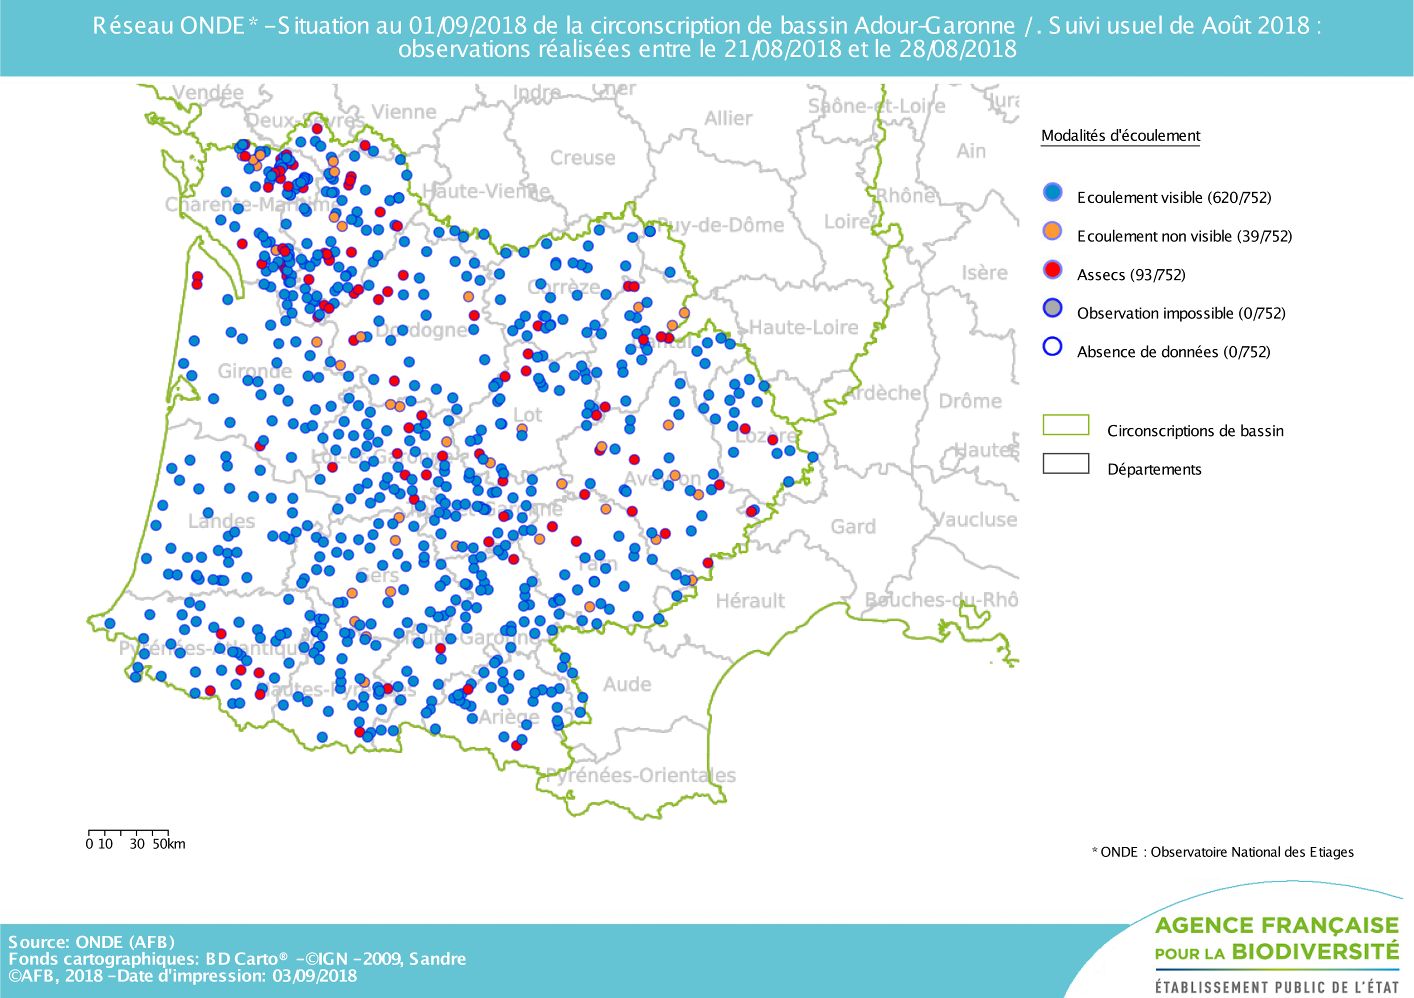 Réseau ONDE* -Situation au 01/09/2018 de la circonscription de bassin Adour-Garonne /. Suivi usuel de Août 2018 :
observations réalisées entre le 21/08/2018 et le 28/08/2018
Vendée
Indre
Cher
Deux-Sèvres
Vienne
Allier
Saône-et-Loire
Jura
Ain
Creuse
Haute-Vienne
Charente-Maritime
Puy-de-Dôme
Loire
Rhône
Isère
Corrèze
Dordogne
Cantal
Haute-Loire
Gironde
Ardèche
Drôme
Lot
Lozère
Hautes
Lot-et-Garonne
Aveyron
Landes
Tarn-et-Garonne
Gard
Vaucluse
Gers
Tarn
Hérault
Bouches-du-Rhô
Pyrénées-Atlantiques
Haute-Garonne
Hautes-Pyrénées
Aude
Ariège
Pyrénées-Orientales
Modalités d'écoulement
Ecoulement visible (620/752)
Ecoulement non visible (39/752)
Assecs (93/752)
Observation impossible (0/752)
Absence de données (0/752)
Circonscriptions de bassin
Départements
0 10 30 50km
* ONDE : Observatoire National des Etiages
Source: ONDE (AFB)
Fonds cartographiques: BD Carto® -©IGN -2009, Sandre
©AFB, 2018 -Date d'impression: 03/09/2018
AGENCE FRANÇAISE
POUR LA BIODIVERSITÉ
ÉTABLISSEMENT PUBLIC DE L'ÉTAT